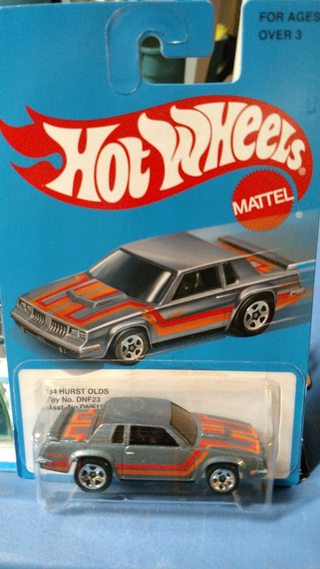 FOR AGES
OVER 3
HOT WHEELS
MATTEL
84 HURST OLDS
Toy No. DNF23